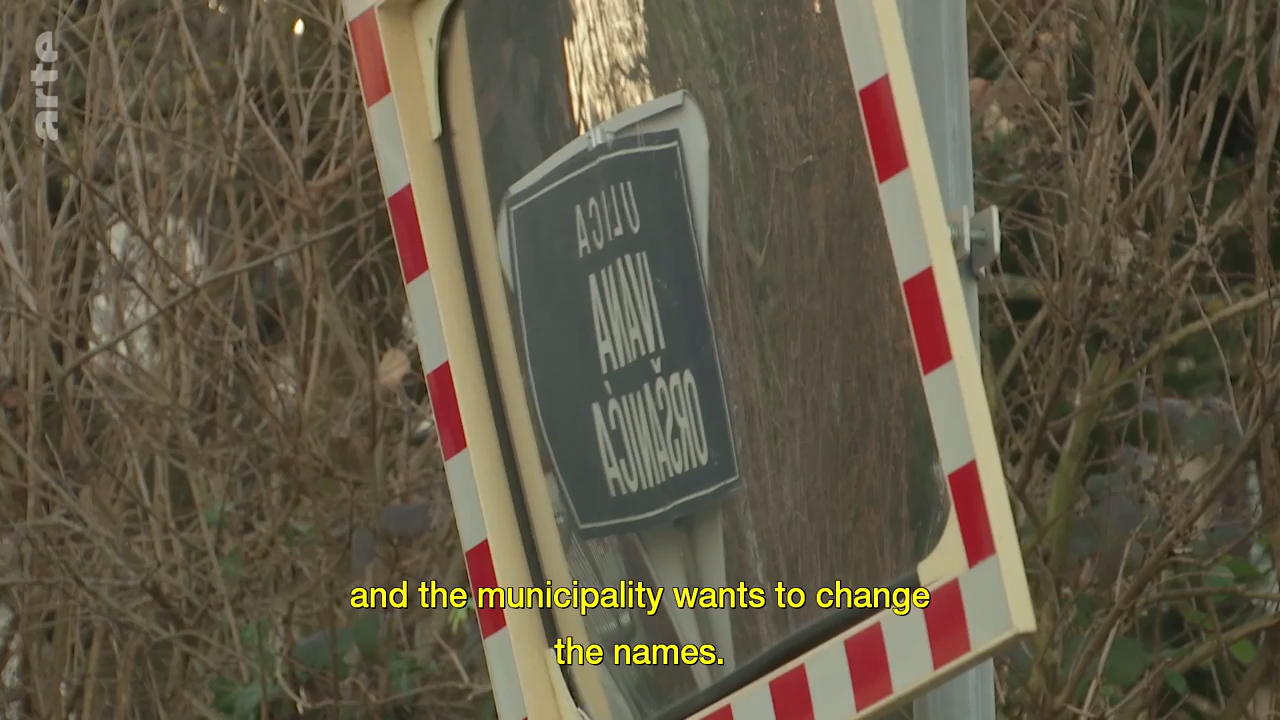 arte
ULICA
IVANA
ORŠANIĆA
and the municipality wants to change
the names.